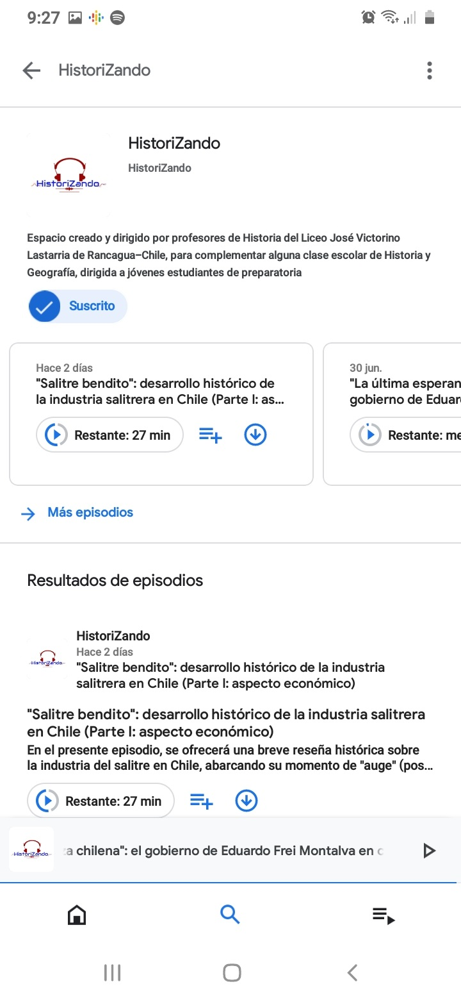 9:27
HistoriZando
HistoriZando
HistoriZando
HistoriZando
Espacio creado y dirigido por profesores de Historia del Liceo José Victorino
Lastarria de Rancagua–Chile, para complementar alguna clase escolar de Historia y
Geografía, dirigida a jóvenes estudiantes de preparatoria
Suscrito
Hace 2 días
"Salitre bendito": desarrollo histórico de
la industria salitrera en Chile (Parte I: as...
Restante: 27 min
30 jun.
"La última esperan
gobierno de Eduar
Restante: me
Más episodios
Resultados de episodios
HistoriZando
HistoriZando
Hace 2 días
"Salitre bendito": desarrollo histórico de la industria
salitrera en Chile (Parte I: aspecto económico)
"Salitre bendito": desarrollo histórico de la industria salitrera
en Chile (Parte I: aspecto económico)
En el presente episodio, se ofrecerá una breve reseña histórica sobre
la industria del salitre en Chile, abarcando su momento de "auge" (pos...
Restante: 27 min
HistoriZando
za chilena": el gobierno de Eduardo Frei Montalva en c